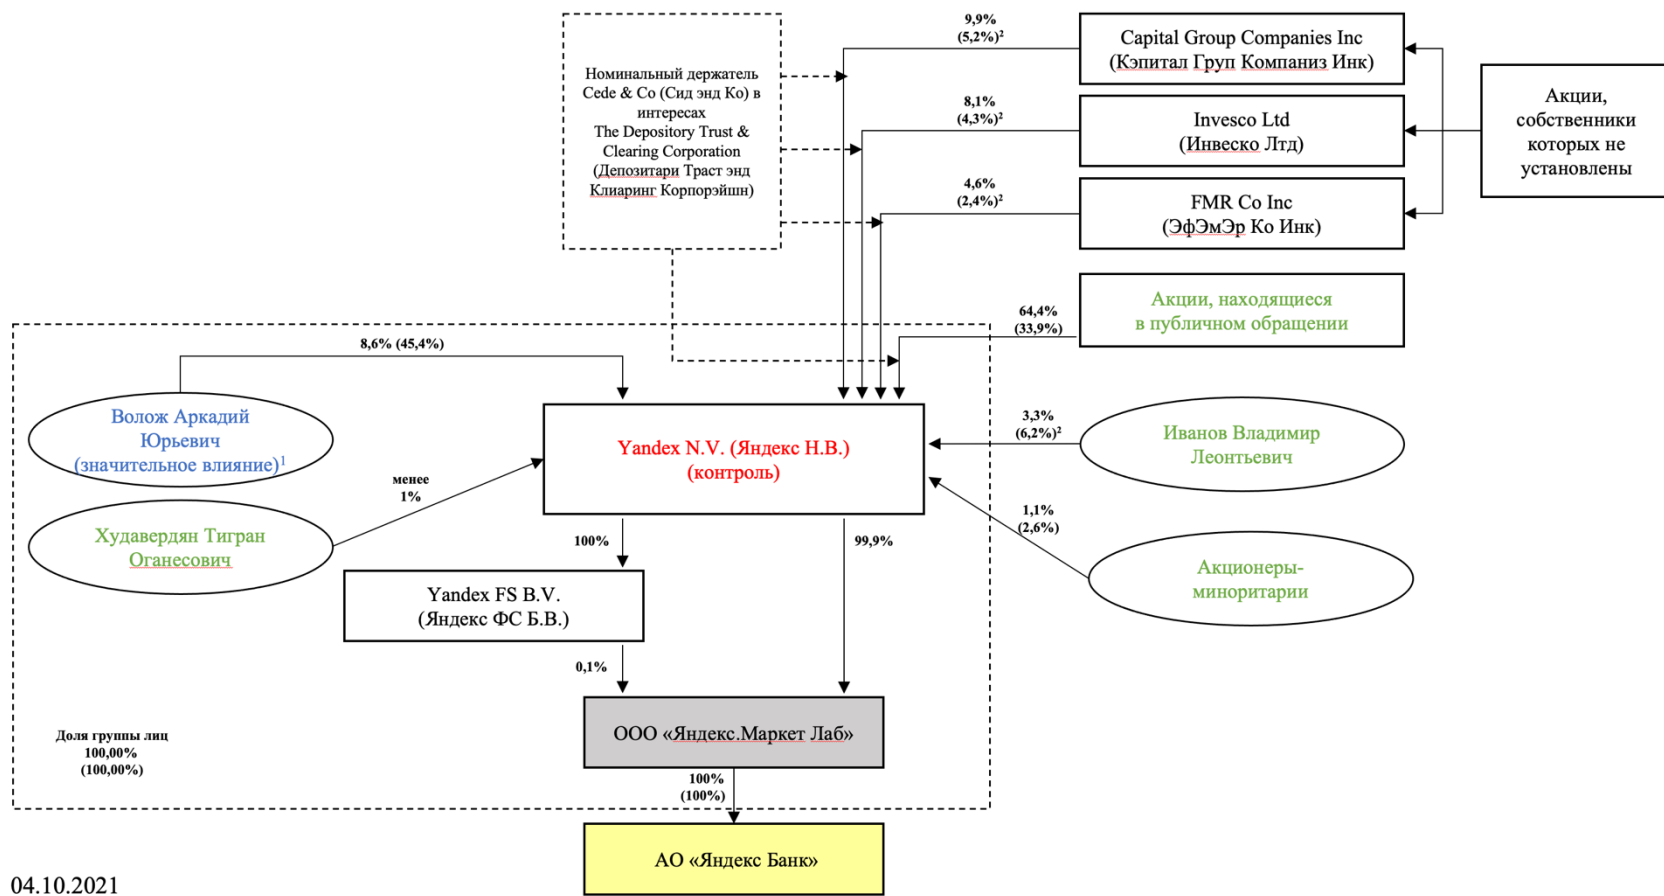 9,9%
(5,2%)²
Capital Group Companies Inc
(Кэпитал Груп Компаниз Инк)
Номинальный держатель
Cede & Co (Сид энд Ко) в
интересах
The Depository Trust &
Clearing Corporation
(Депозитари Траст энд
Клиаринг Корпорэйшн)
8,1%
(4,3%)²
Invesco Ltd
(Инвеско Лтд)
Акции,
собственники
которых не
установлены
4,6%
(2,4%)²
FMR Co Inc
(ЭфЭмЭр Ко Инк)
64,4%
(33,9%)
Акции, находящиеся
в публичном обращении
8,6% (45,4%)
Волож Аркадий
Юрьевич
(значительное влияние)¹
Yandex N.V. (Яндекс Н.В.)
(контроль)
3,3%
(6,2%)²
Иванов Владимир
Леонтьевич
менее
1%
Худавердян Тигран
Оганесович
1,1%
(2,6%)
Акционеры-
миноритарии
100%
99,9%
Yandex FS B.V.
(Яндекс ФС Б.В.)
0,1%
ООО «Яндекс.Маркет Лаб»
Доля группы лиц
100,00%
(100,00%)
100%
(100%)
АО «Яндекс Банк»
04.10.2021